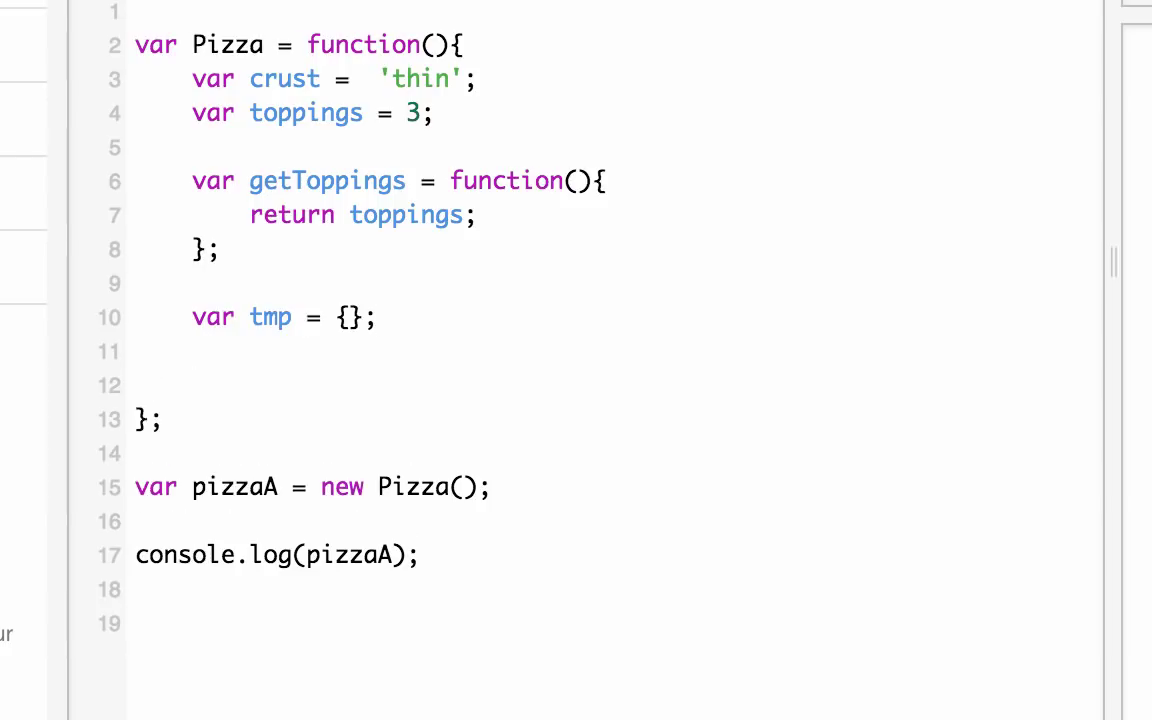 1
2 var Pizza = function(){
3     var crust =  'thin';
4     var toppings = 3;
5
6     var getToppings = function(){
7         return toppings;
8     };
9
10     var tmp = {};
11
12
13 };
14
15 var pizzaA = new Pizza();
16
17 console.log(pizzaA);
18
19
ur